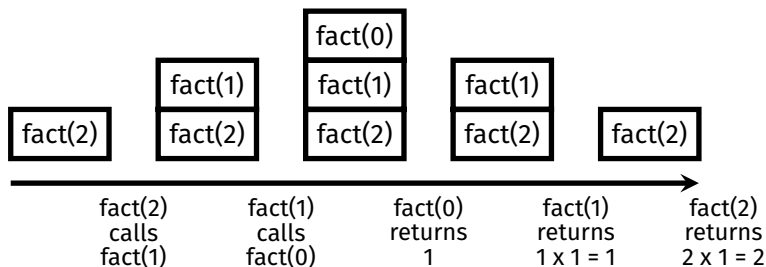 fact(0)
fact(1) fact(1) fact(1)
fact(2) fact(2) fact(2) fact(2) fact(2)
fact(2) calls fact(1)
fact(1) calls fact(0)
fact(0) returns 1
fact(1) returns 1 x 1 = 1
fact(2) returns 2 x 1 = 2